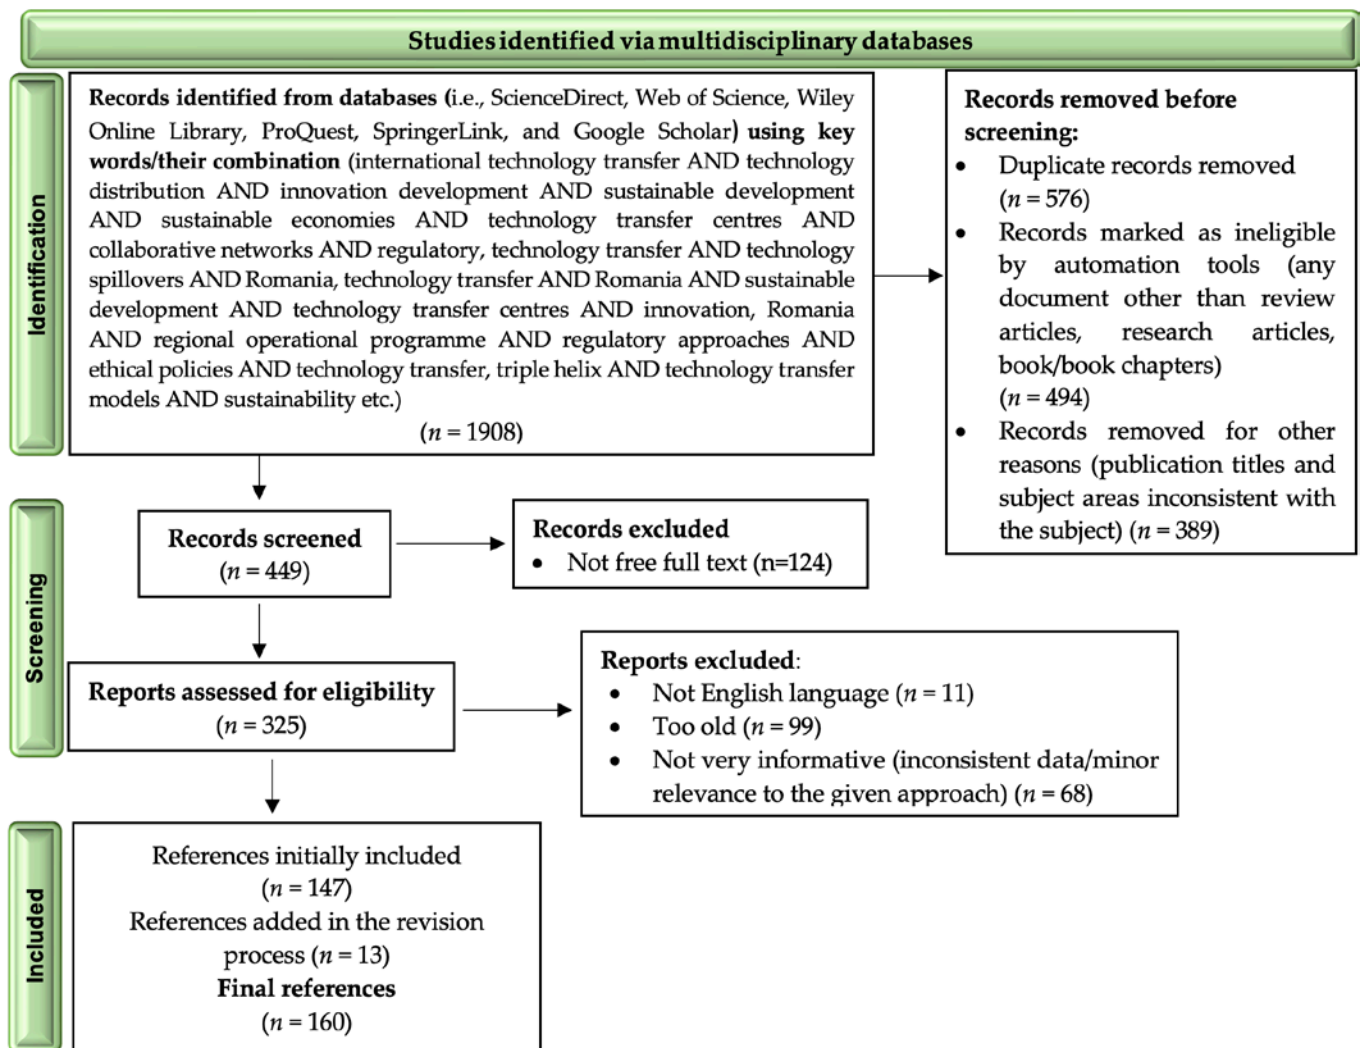 Studies identified via multidisciplinary databases
Identification
Records identified from databases (i.e., ScienceDirect, Web of Science, Wiley
Online Library, ProQuest, SpringerLink, and Google Scholar) using key
words/their combination (international technology transfer AND technology
distribution AND innovation development AND sustainable development
AND sustainable economies AND technology transfer centres AND
collaborative networks AND regulatory, technology transfer AND technology
spillovers AND Romania, technology transfer AND Romania AND sustainable
development AND technology transfer centres AND innovation, Romania
AND regional operational programme AND regulatory approaches AND
ethical policies AND technology transfer, triple helix AND technology transfer
models AND sustainability etc.)
(n = 1908)
Records removed before
screening:
• Duplicate records removed
(n = 576)
• Records marked as ineligible
by automation tools (any
document other than review
articles, research articles,
book/book chapters)
(n = 494)
• Records removed for other
reasons (publication titles and
subject areas inconsistent with
the subject) (n = 389)
Screening
Records screened
(n = 449)
Records excluded
• Not free full text (n=124)
Reports assessed for eligibility
(n = 325)
Reports excluded:
• Not English language (n = 11)
• Too old (n = 99)
• Not very informative (inconsistent data/minor
relevance to the given approach) (n = 68)
Included
References initially included
(n = 147)
References added in the revision
process (n = 13)
Final references
(n = 160)